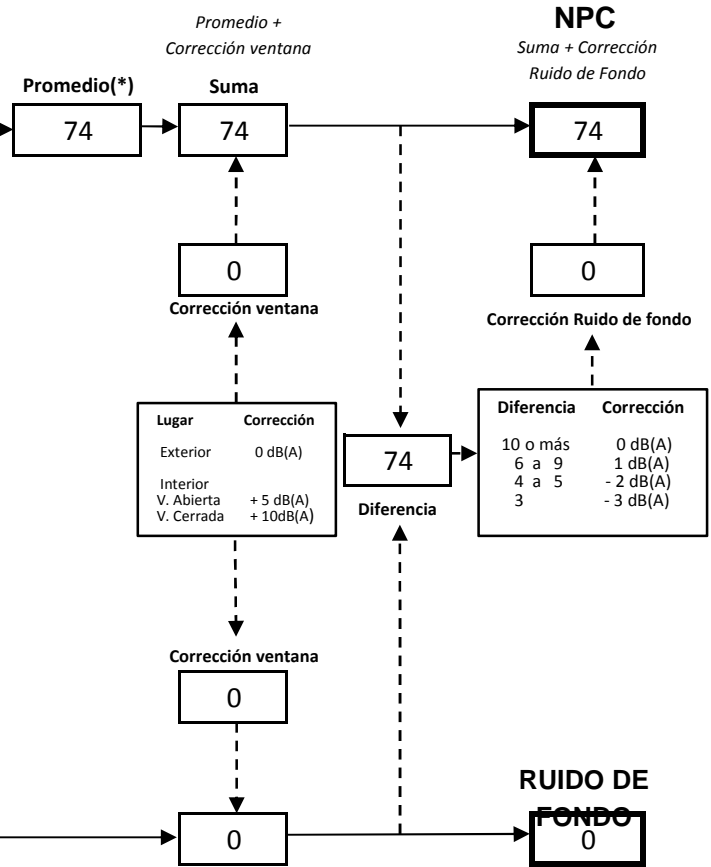 Promedio +
Corrección ventana
NPC
Suma + Corrección
Ruido de Fondo
Promedio(*)
Suma
74
74
74
0
0
Corrección ventana
Corrección Ruido de fondo
Lugar Corrección
Exterior 0 dB(A)
Interior
V. Abierta + 5 dB(A)
V. Cerrada + 10dB(A)
74
Diferencia
Diferencia Corrección
10 o más 0 dB(A)
6 a 9 1 dB(A)
4 a 5 - 2 dB(A)
3 - 3 dB(A)
Corrección ventana
0
RUIDO DE
FONDO
0
0